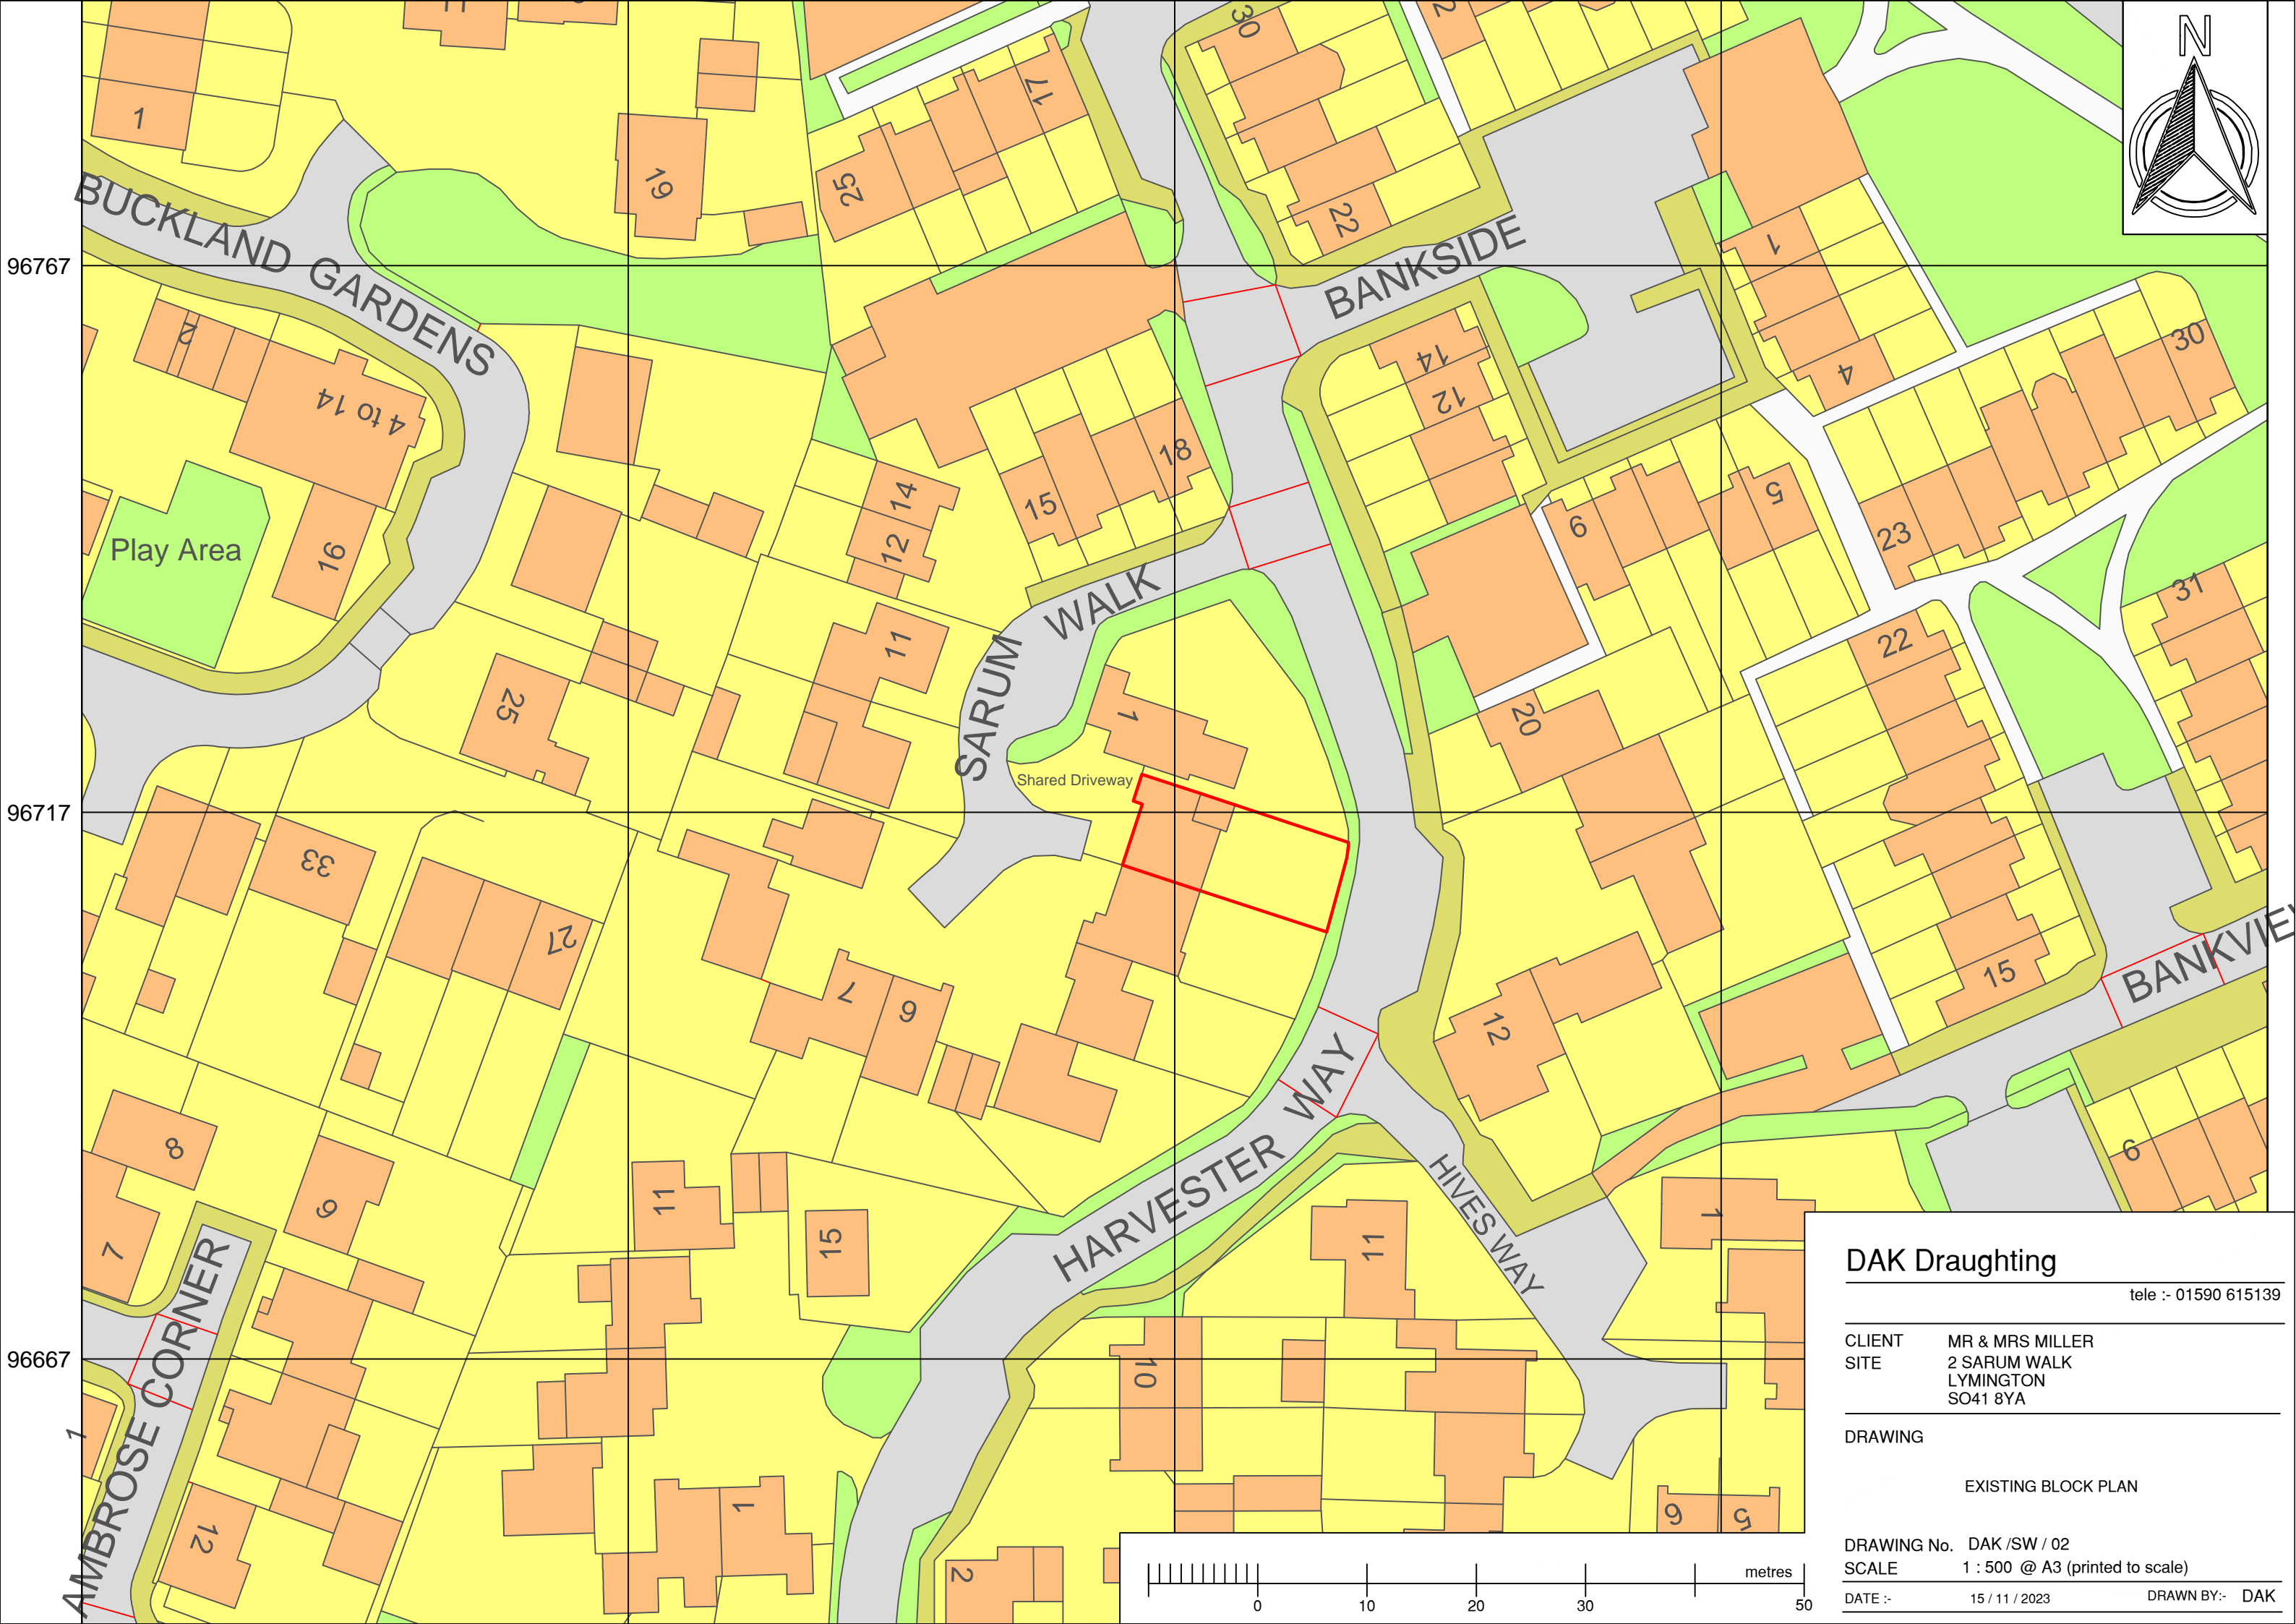 N
30
2
17
1
19
25
22
BUCKLAND GARDENS
96767
BANKSIDE
1
2
4 to 14
14
12
4
30
18
15
14
12
5
6
23
Play Area
16
WALK
SARUM
11
31
22
25
1
20
Shared Driveway
96717
33
27
7
6
12
15
BANKVIE
WAY
HARVESTER
HIVES WAY
8
9
7
11
15
11
1
6
AMBROSE CORNER
96667
10
1
12
1
2
6
5
DAK Draughting
tele :- 01590 615139
CLIENT MR & MRS MILLER
SITE 2 SARUM WALK
LYMINGTON
SO41 8YA
DRAWING
EXISTING BLOCK PLAN
DRAWING No. DAK /SW / 02
SCALE 1 : 500 @ A3 (printed to scale)
DATE :- 15 / 11 / 2023 DRAWN BY:- DAK
metres
0 10 20 30 50